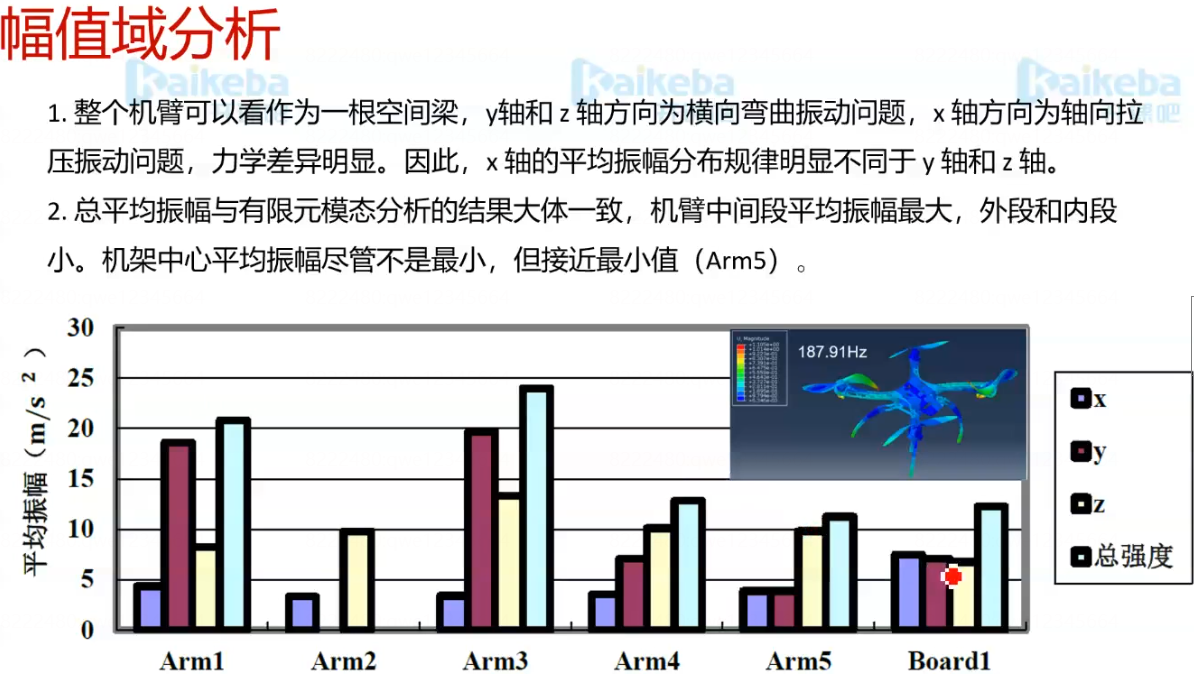 幅值域分析
Kaikeba Kaikeba Kaikeba
1. 整个机臂可以看作为一根空间梁，y轴和 z 轴方向为横向弯曲振动问题，x 轴方向为轴向拉
压振动问题，力学差异明显。因此，x 轴的平均振幅分布规律明显不同于 y 轴和 z 轴。
2. 总平均振幅与有限元模态分析的结果大体一致，机臂中间段平均振幅最大，外段和内段
小。机架中心平均振幅尽管不是最小，但接近最小值（Arm5）。
平均振幅（m/s²）
30
25
20
15
10
5
0
187.91Hz
x
y
z
总强度
Arm1 Arm2 Arm3 Arm4 Arm5 Board1